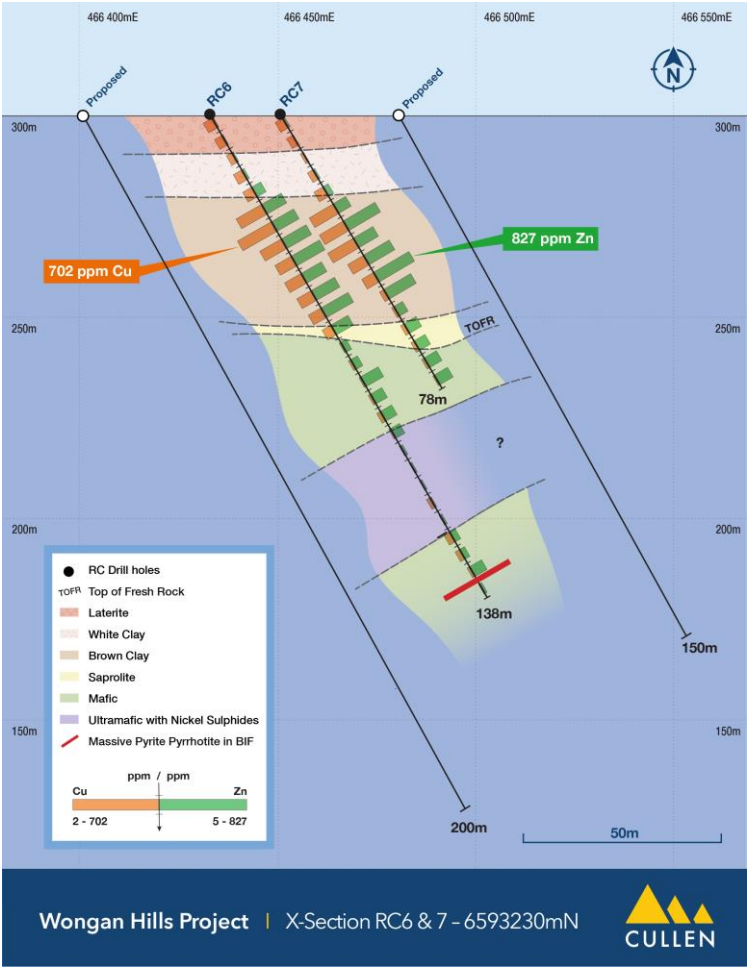 466 400mE
466 450mE
466 500mE
466 550mE
N
Proposed
RC6
RC7
Proposed
300m
300m
827 ppm Zn
702 ppm Cu
250m
TOFR
250m
78m
?
200m
200m
RC Drill holes
TOFR Top of Fresh Rock
Laterite
White Clay
Brown Clay
Saprolite
Mafic
Ultramafic with Nickel Sulphides
Massive Pyrite Pyrrhotite in BIF
ppm / ppm
Cu Zn
2 - 702 5 - 827
138m
150m
150m
150m
200m
50m
Wongan Hills Project | X-Section RC6 & 7 – 6593230mN
CULLEN